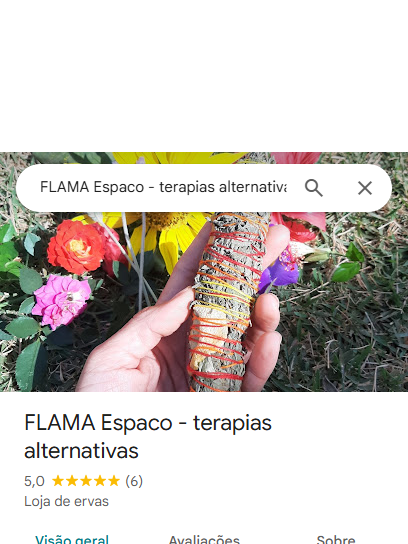 FLAMA Espaco - terapias alternativa
FLAMA Espaco - terapias
alternativas
5,0 (6)
Loja de ervas
Visão geral Avaliações Sobre